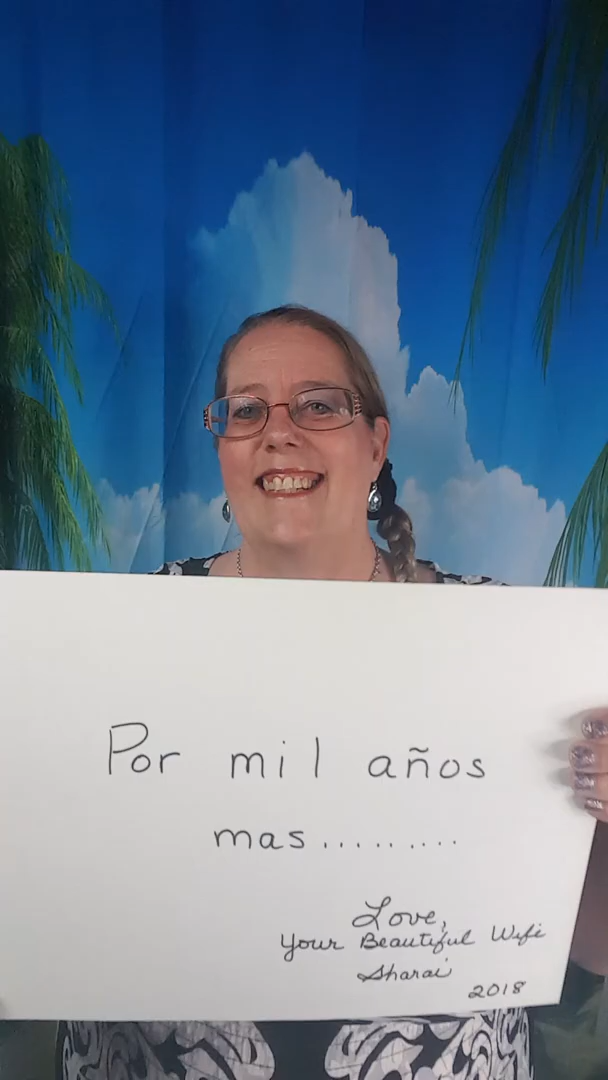 Por mil años
mas.........
Love,
Your Beautiful Wife
Sharai
2018